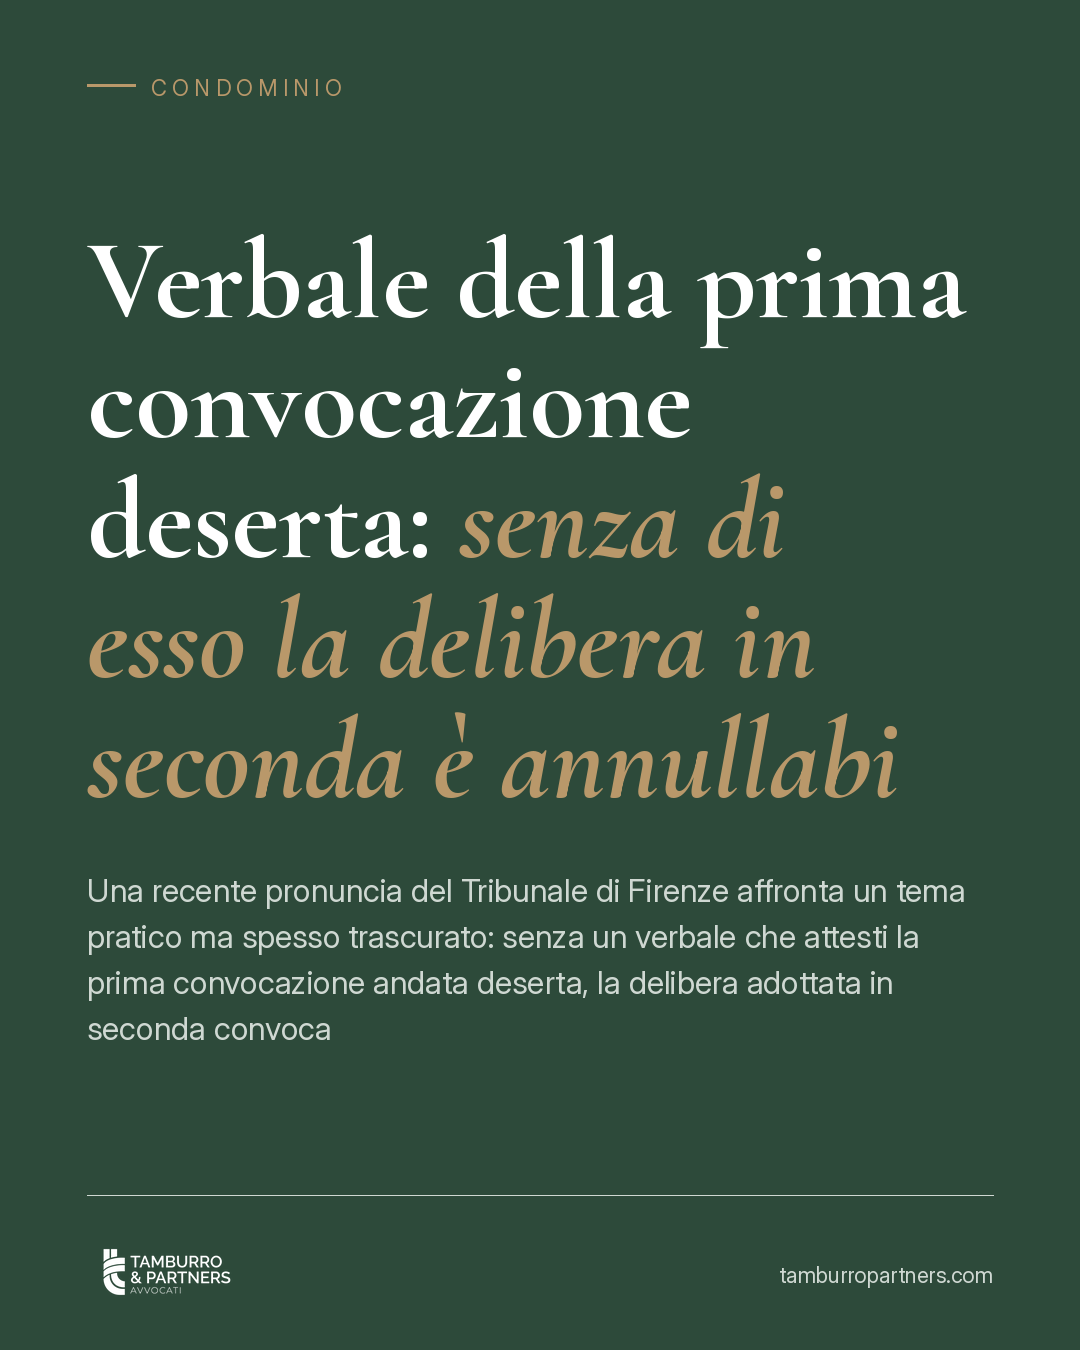 CONDOMINIO
Verbale della prima
convocazione
deserta: senza di
esso la delibera in
seconda è annullabi
Una recente pronuncia del Tribunale di Firenze affronta un tema
pratico ma spesso trascurato: senza un verbale che attesti la
prima convocazione andata deserta, la delibera adottata in
seconda convoca
TAMBURRO
& PARTNERS
AVVOCATI
tamburropartners.com